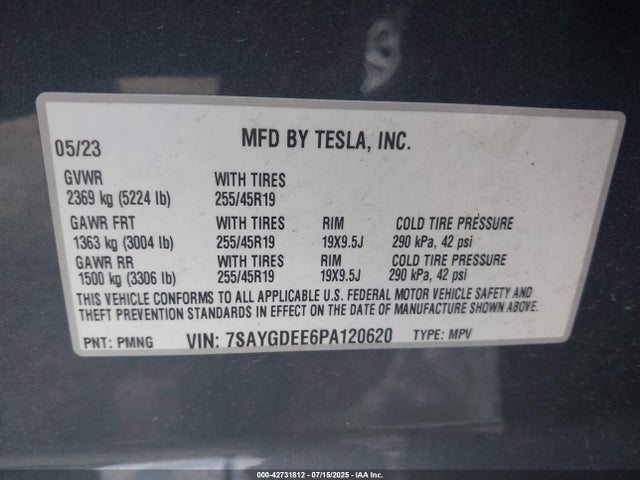 05/23 MFD BY TESLA, INC.
GVWR WITH TIRES
2369 kg (5224 lb) 255/45R19
GAWR FRT WITH TIRES RIM COLD TIRE PRESSURE
1363 kg (3004 lb) 255/45R19 19X9.5J 290 kPa, 42 psi
GAWR RR WITH TIRES RIM COLD TIRE PRESSURE
1500 kg (3306 lb) 255/45R19 19X9.5J 290 kPa, 42 psi
THIS VEHICLE CONFORMS TO ALL APPLICABLE U.S. FEDERAL MOTOR VEHICLE SAFETY AND
THEFT PREVENTION STANDARDS IN EFFECT ON THE DATE OF MANUFACTURE SHOWN ABOVE.
PNT: PMNG VIN: 7SAYGDEE6PA120620 TYPE: MPV
000-42731812 - 07/15/2025 - IAA Inc.